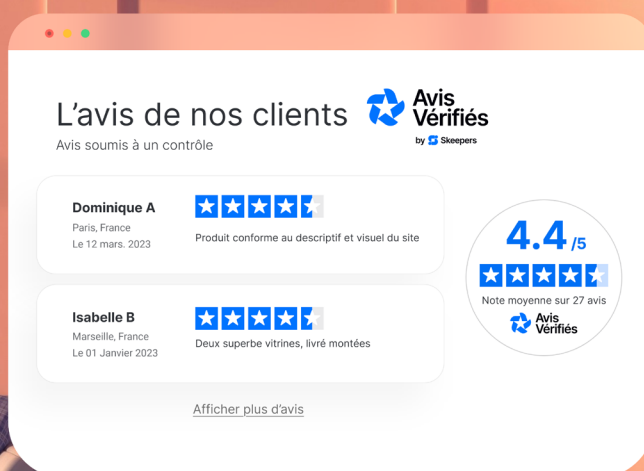 L’avis de nos clients
Avis
Vérifiés
by Skeepers
Avis soumis à un contrôle
Dominique A
Paris, France
Le 12 mars. 2023
Produit conforme au descriptif et visuel du site
Isabelle B
Marseille, France
Le 01 Janvier 2023
Deux superbe vitrines, livré montées
4.4/5
Note moyenne sur 27 avis
Avis
Vérifiés
Afficher plus d’avis